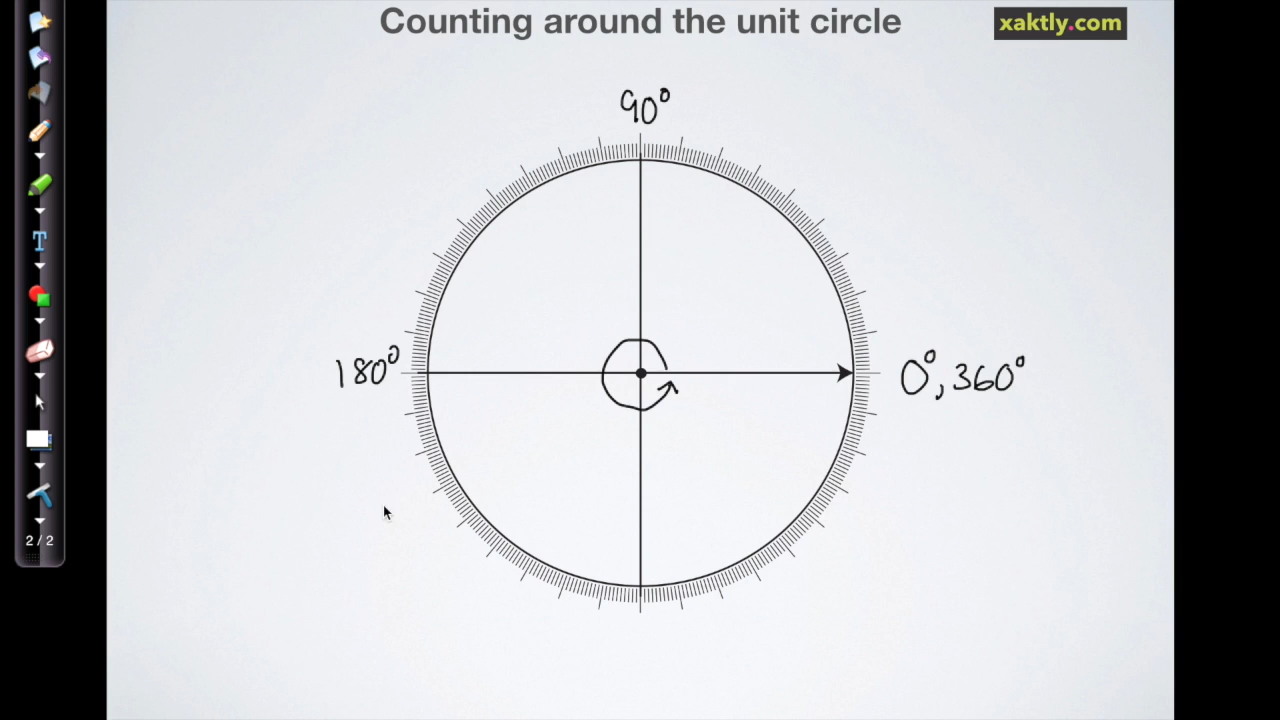 Counting around the unit circle
xaktly.com
90°
180°
0°, 360°
2 / 2